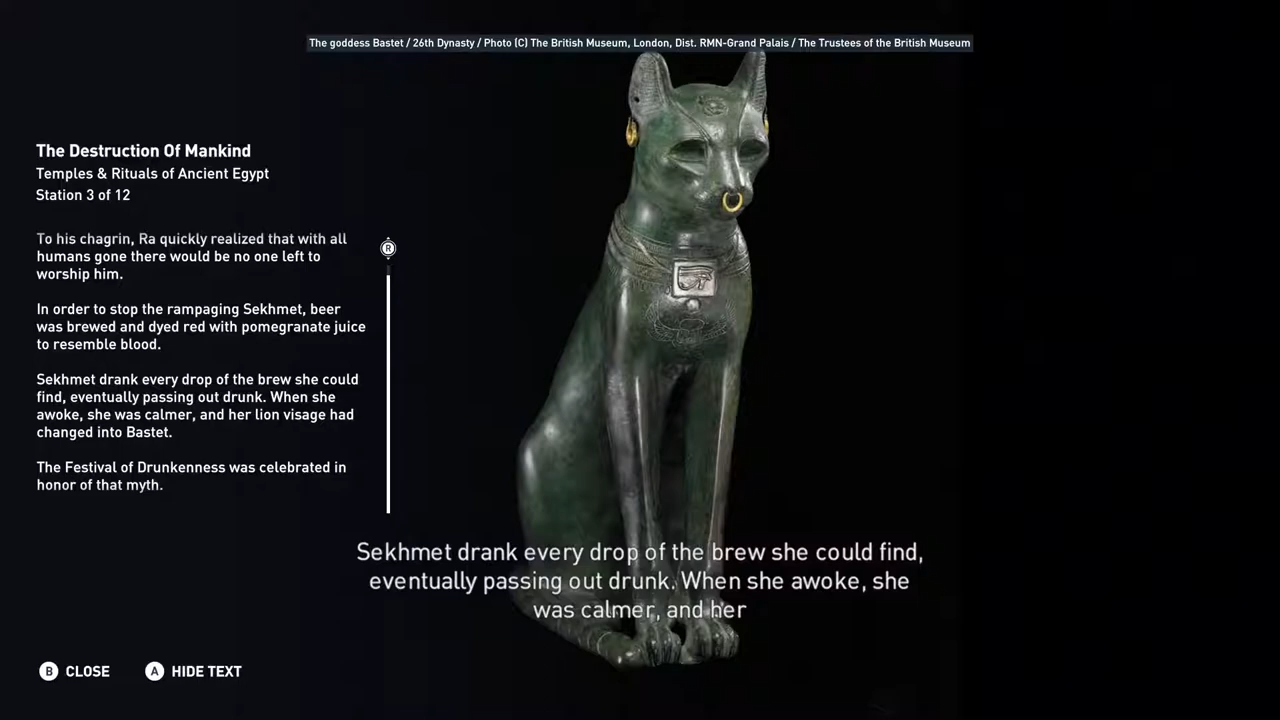 The goddess Bastet / 26th Dynasty / Photo (C) The British Museum, London, Dist. RMN-Grand Palais / The Trustees of the British Museum
The Destruction Of Mankind
Temples & Rituals of Ancient Egypt
Station 3 of 12
To his chagrin, Ra quickly realized that with all
humans gone there would be no one left to
worship him.
In order to stop the rampaging Sekhmet, beer
was brewed and dyed red with pomegranate juice
to resemble blood.
Sekhmet drank every drop of the brew she could
find, eventually passing out drunk. When she
awoke, she was calmer, and her lion visage had
changed into Bastet.
The Festival of Drunkenness was celebrated in
honor of that myth.
R
Sekhmet drank every drop of the brew she could find,
eventually passing out drunk. When she awoke, she
was calmer, and her
B CLOSE A HIDE TEXT